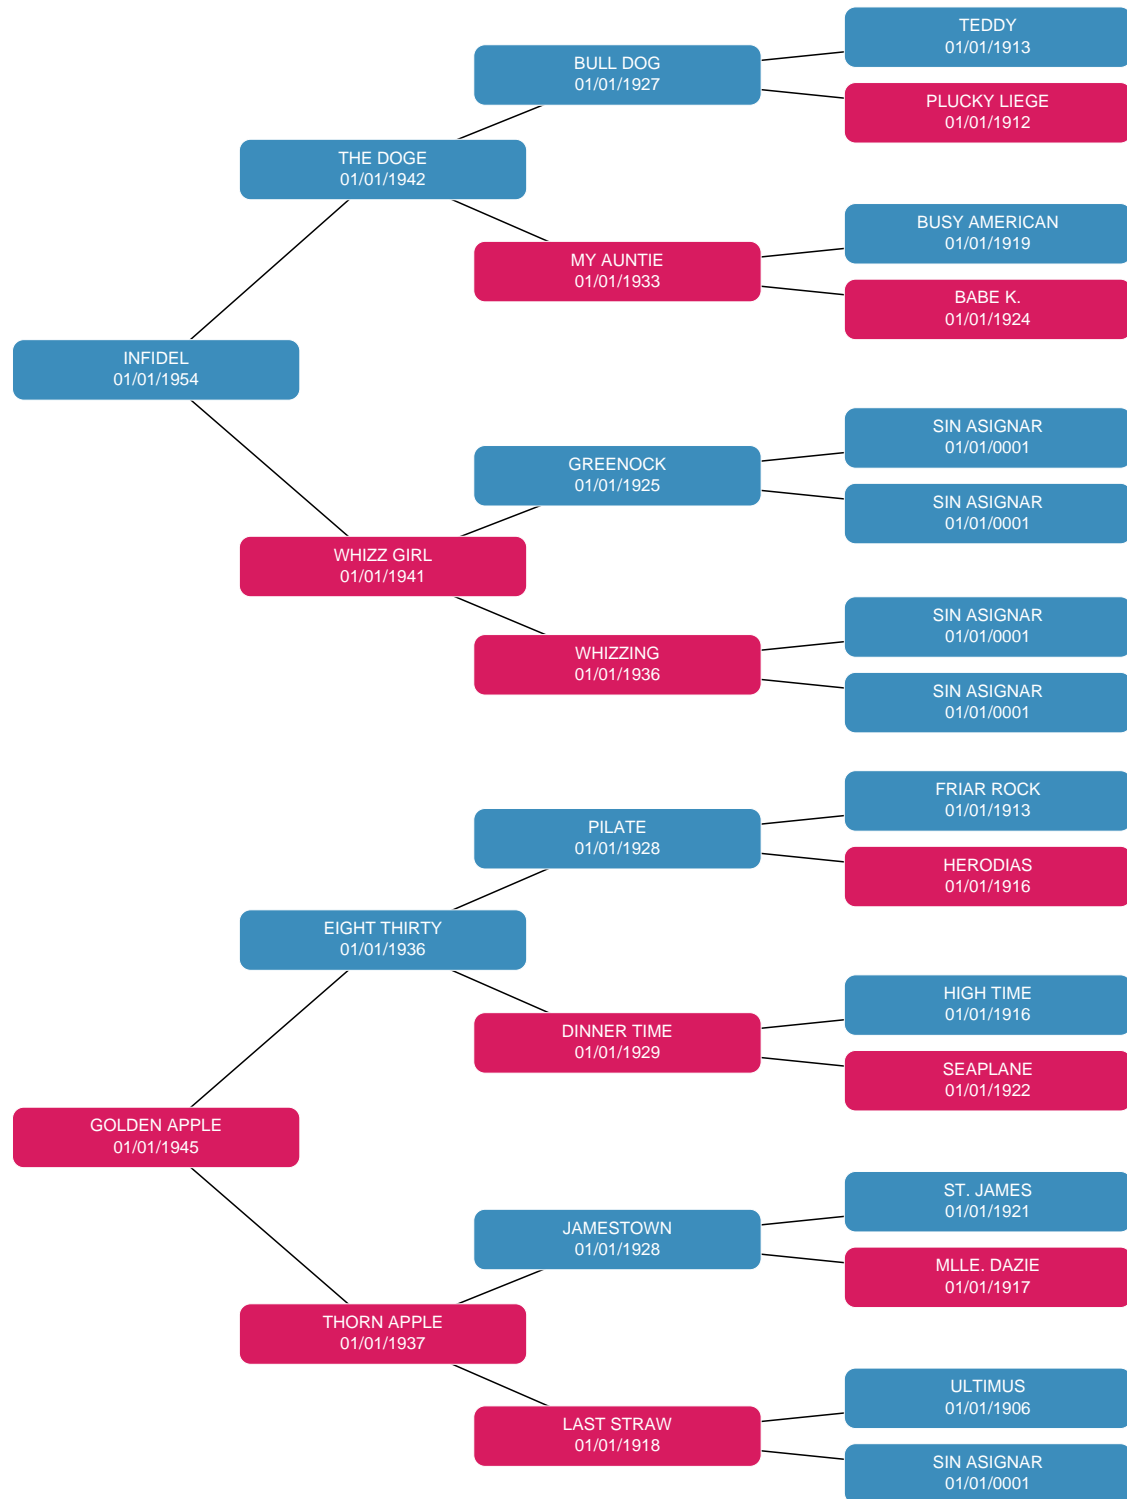 TEDDY
01/01/1913
BULL DOG
01/01/1927
PLUCKY LIEGE
01/01/1912
THE DOGE
01/01/1942
BUSY AMERICAN
01/01/1919
MY AUNTIE
01/01/1933
BABE K.
01/01/1924
INFIDEL
01/01/1954
SIN ASIGNAR
01/01/0001
GREENOCK
01/01/1925
SIN ASIGNAR
01/01/0001
WHIZZ GIRL
01/01/1941
SIN ASIGNAR
01/01/0001
WHIZZING
01/01/1936
SIN ASIGNAR
01/01/0001
FRIAR ROCK
01/01/1913
PILATE
01/01/1928
HERODIAS
01/01/1916
EIGHT THIRTY
01/01/1936
HIGH TIME
01/01/1916
DINNER TIME
01/01/1929
SEAPLANE
01/01/1922
GOLDEN APPLE
01/01/1945
ST. JAMES
01/01/1921
JAMESTOWN
01/01/1928
MLLE. DAZIE
01/01/1917
THORN APPLE
01/01/1937
ULTIMUS
01/01/1906
LAST STRAW
01/01/1918
SIN ASIGNAR
01/01/0001